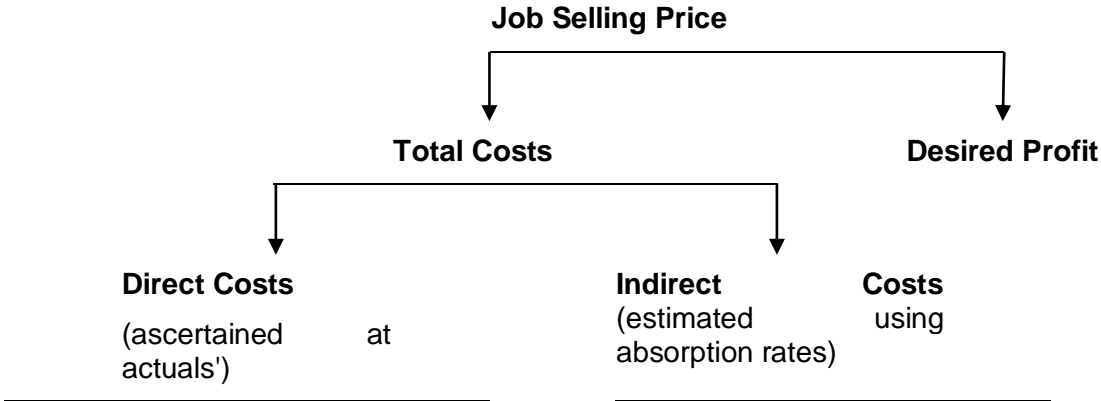 Job Selling Price
Total Costs
Desired Profit
Direct Costs
(ascertained at
actuals')
Indirect Costs
(estimated using
absorption rates)